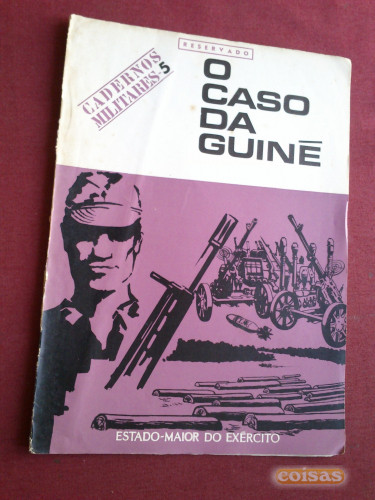 RESERVADO
CADERNOS
MILITARES 5
O
CASO
DA
GUINÉ
ESTADO-MAIOR DO EXÉRCITO
coisas